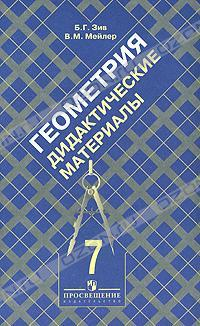 Б. Г. Зив
В. М. Мейлер
ГЕОМЕТРИЯ
ДИДАКТИЧЕСКИЕ
МАТЕРИАЛЫ
7
ПРОСВЕЩЕНИЕ
ИЗДАТЕЛЬСТВО